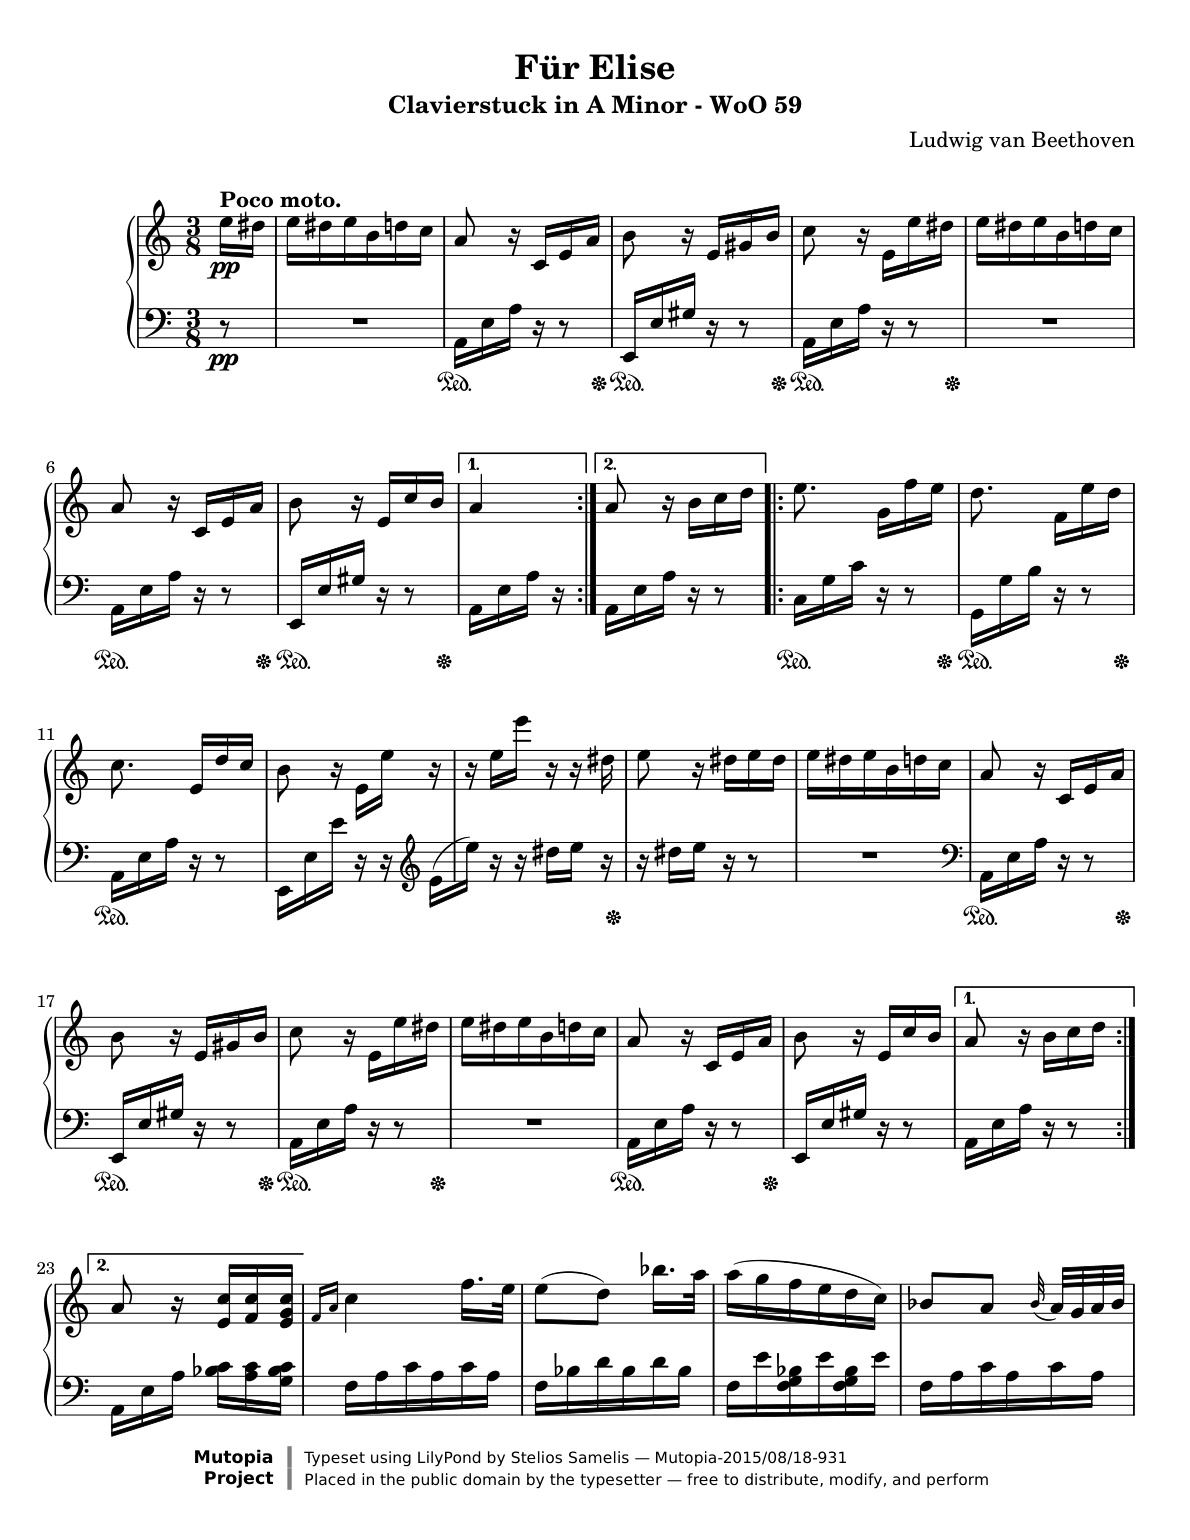 Für Elise
Clavierstuck in A Minor - WoO 59
Ludwig van Beethoven
Poco moto.
3 8
pp
3 8
pp
Ped. Ped. Ped.
6
1. 2.
Ped. Ped. Ped. Ped.
11
Ped. Ped.
17
1.
Ped. Ped. Ped.
23
2.
Mutopia Project
Typeset using LilyPond by Stelios Samelis — Mutopia-2015/08/18-931
Placed in the public domain by the typesetter — free to distribute, modify, and perform